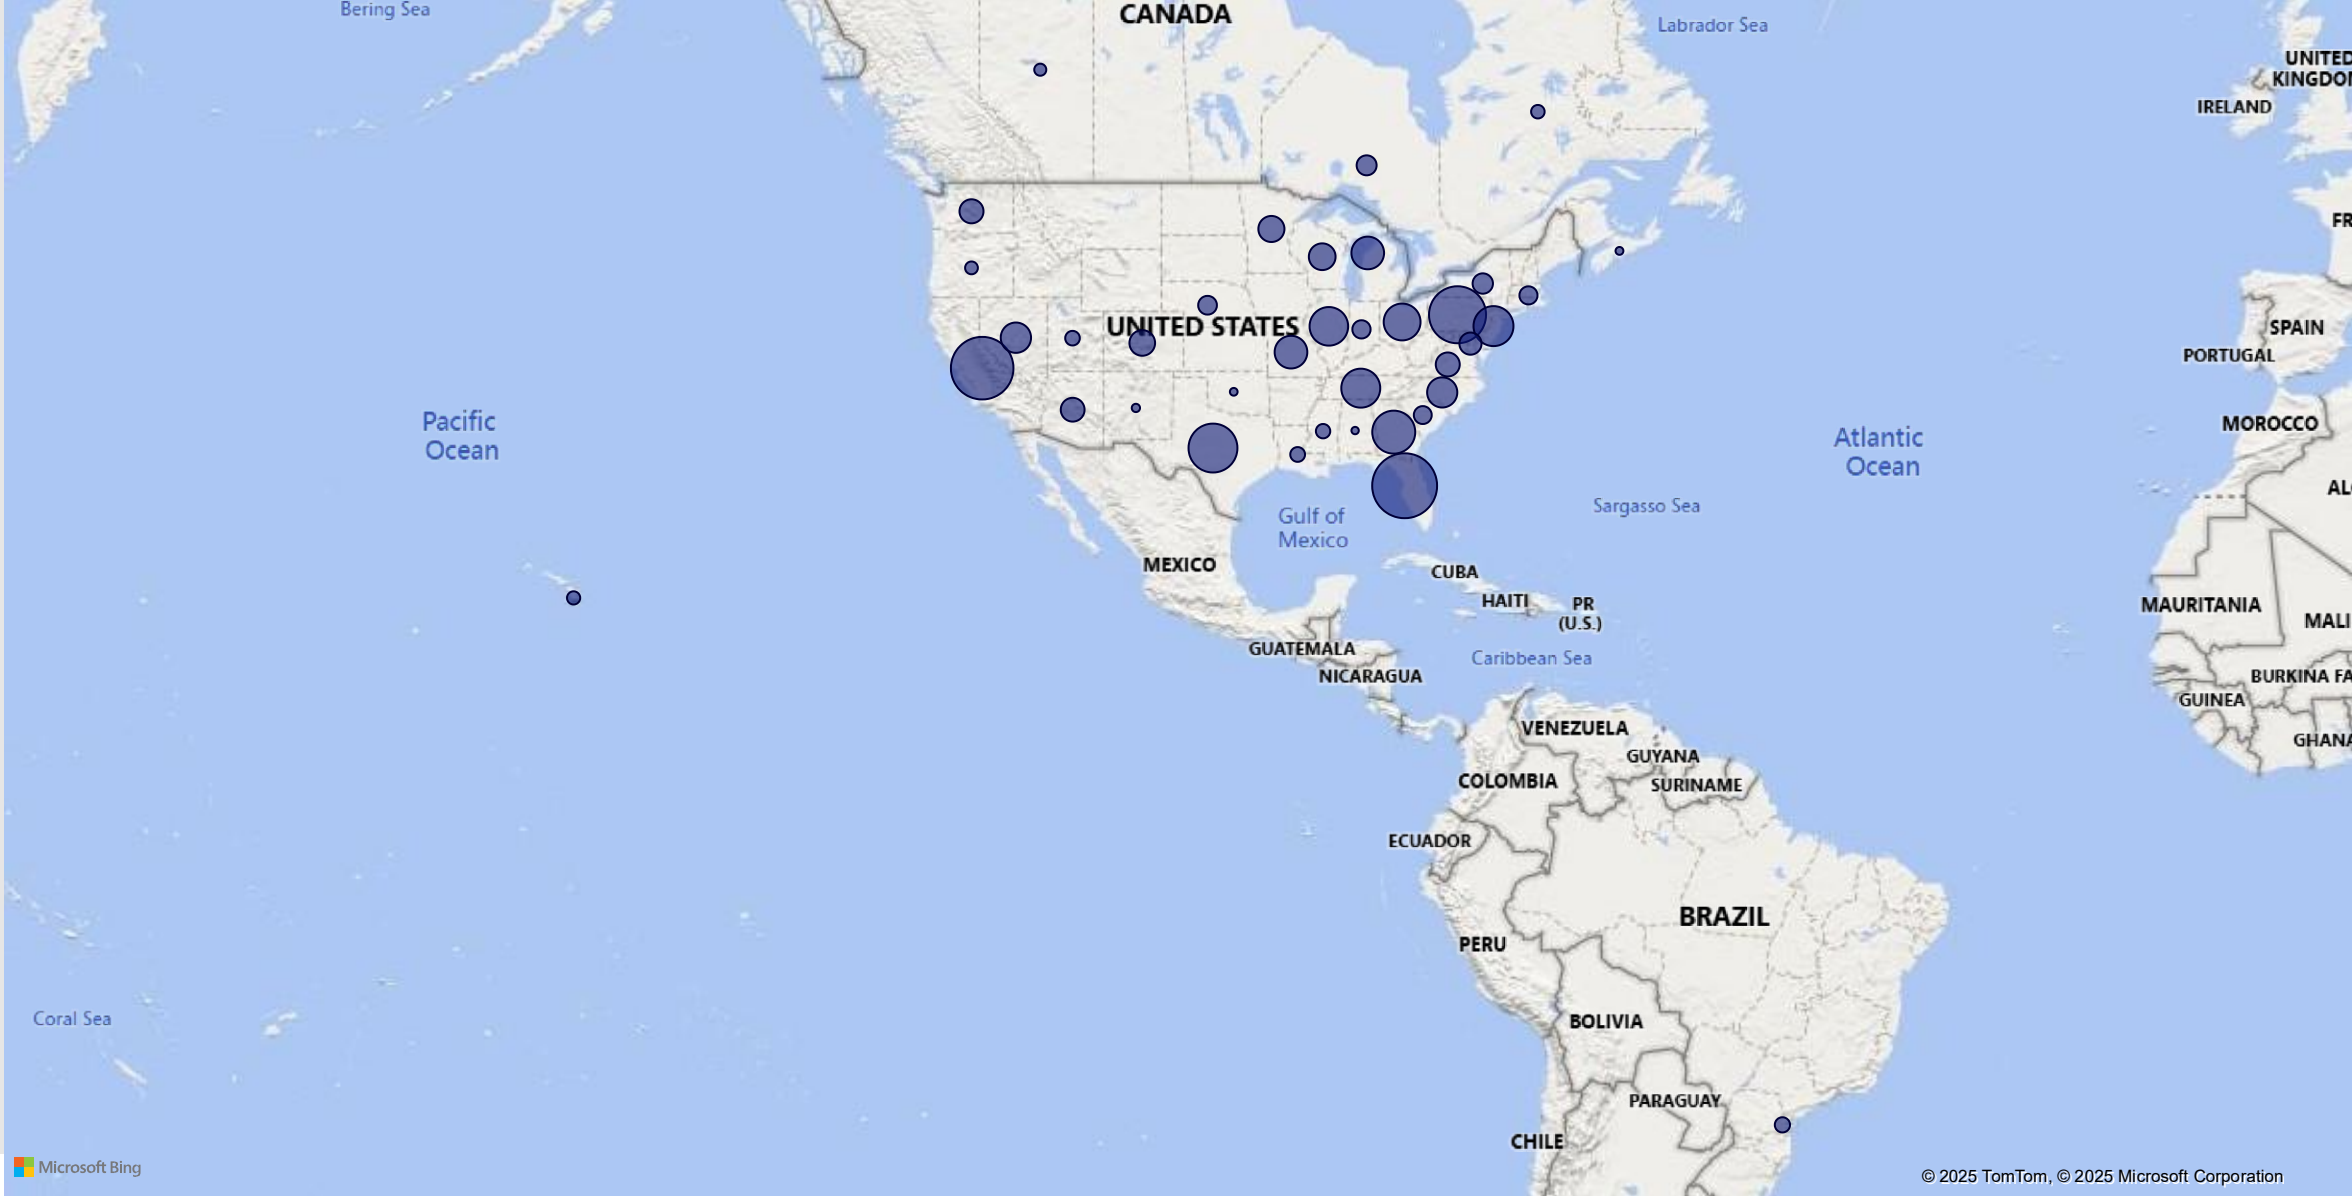 Bering Sea
CANADA
Labrador Sea
UNITED
KINGDO
IRELAND
FR
UNITED STATES
SPAIN
PORTUGAL
Pacific
Ocean
Atlantic
Ocean
MOROCCO
AL
Sargasso Sea
Gulf of
Mexico
MEXICO
CUBA
HAITI
PR
(U.S.)
MAURITANIA
MALI
GUATEMALA
Caribbean Sea
NICARAGUA
BURKINA FA
GUINEA
VENEZUELA
GHANA
GUYANA
COLOMBIA
SURINAME
ECUADOR
BRAZIL
PERU
Coral Sea
BOLIVIA
PARAGUAY
CHILE
Microsoft Bing
© 2025 TomTom, © 2025 Microsoft Corporation